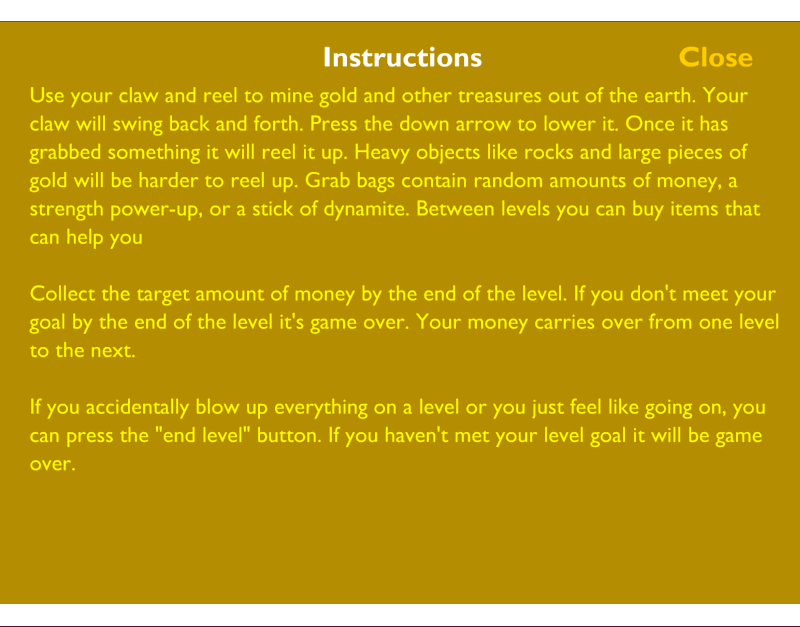 Instructions Close
Use your claw and reel to mine gold and other treasures out of the earth. Your
claw will swing back and forth. Press the down arrow to lower it. Once it has
grabbed something it will reel it up. Heavy objects like rocks and large pieces of
gold will be harder to reel up. Grab bags contain random amounts of money, a
strength power-up, or a stick of dynamite. Between levels you can buy items that
can help you
Collect the target amount of money by the end of the level. If you don't meet your
goal by the end of the level it's game over. Your money carries over from one level
to the next.
If you accidentally blow up everything on a level or you just feel like going on, you
can press the "end level" button. If you haven't met your level goal it will be game
over.